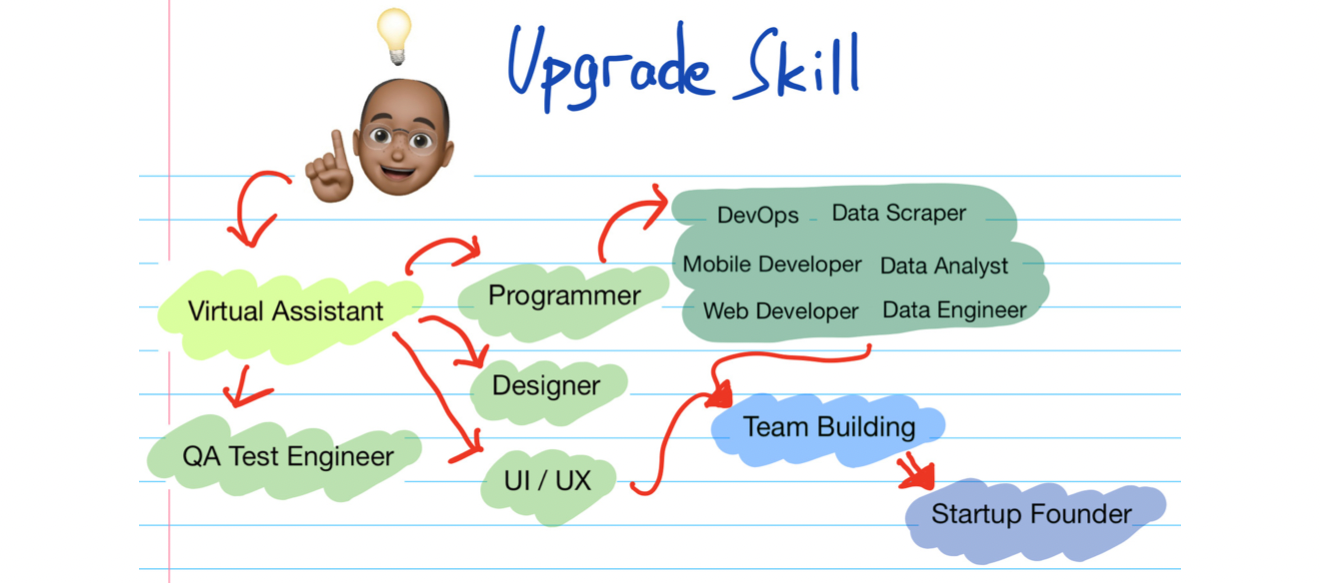 Upgrade Skill
DevOps - Data Scraper
Mobile Developer Data Analyst
Web Developer Data Engineer
Virtual Assistant
Programmer
Designer
QA Test Engineer
UI / UX
Team Building
Startup Founder